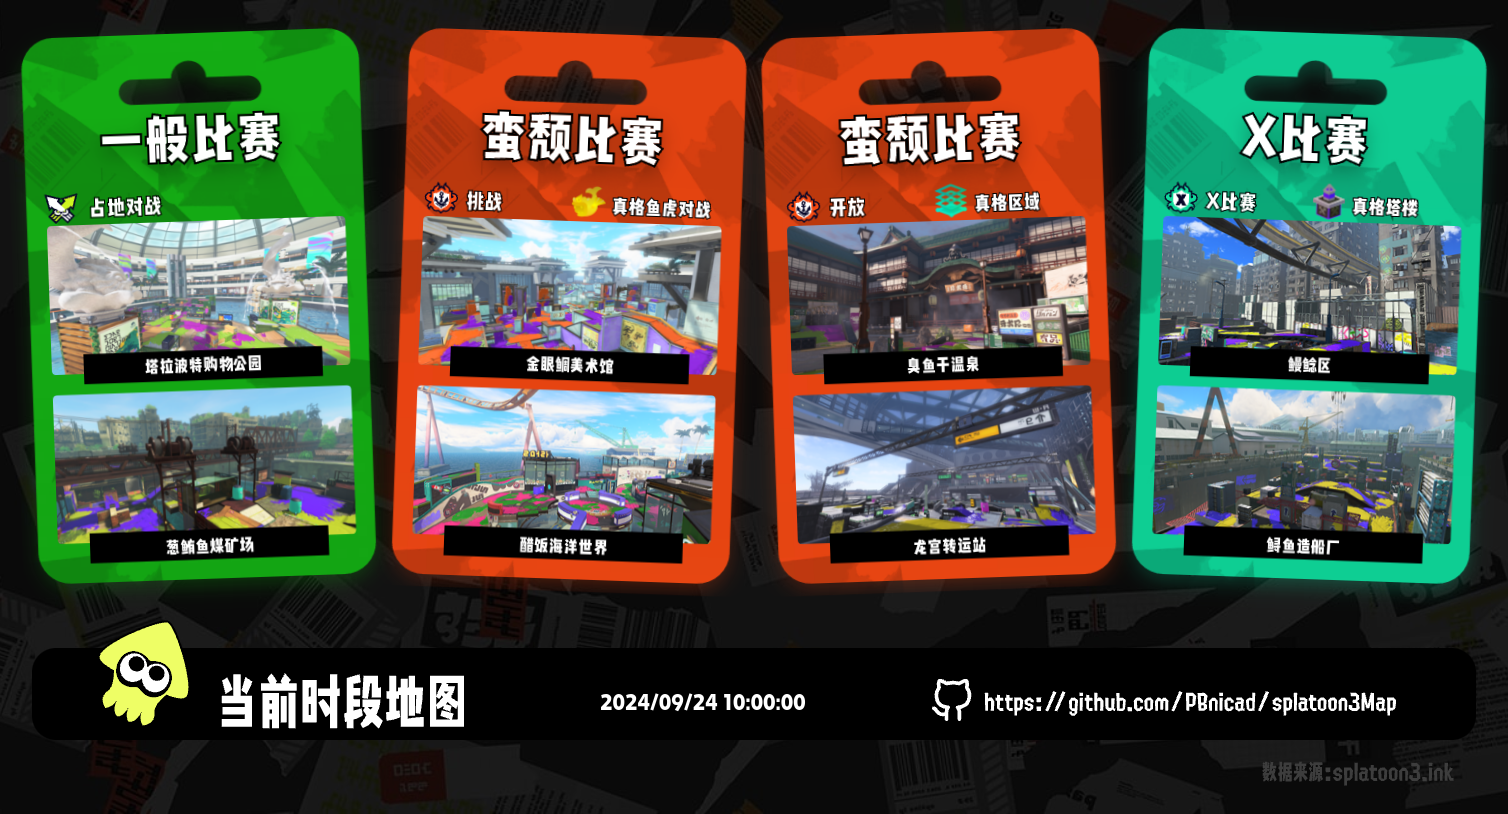 一般比赛
占地对战
塔拉波特购物公园
葱鲔鱼煤矿场
蛮颓比赛
挑战
真格鱼虎对战
金眼鲷美术馆
醋饭海洋世界
蛮颓比赛
开放
真格区域
臭鱼干温泉
龙宫转运站
X比赛
X比赛
真格塔楼
鳗鲶区
鲟鱼造船厂
当前时段地图
2024/09/24 10:00:00
https://github.com/PBnicad/splatoon3Map
数据来源:splatoon3.ink